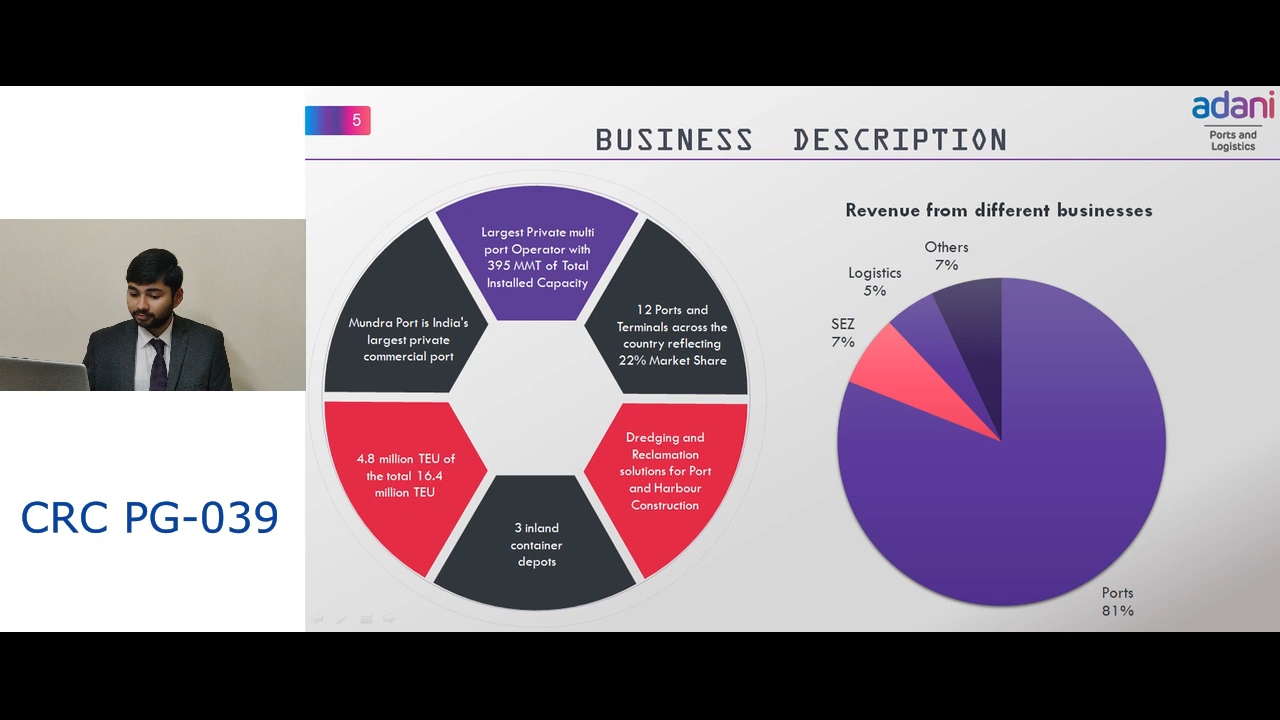 5
BUSINESS DESCRIPTION
adani
Ports and
Logistics
Largest Private multi
port Operator with
395 MMT of Total
Installed Capacity
12 Ports and
Terminals across the
country reflecting
22% Market Share
Dredging and
Reclamation
solutions for Port
and Harbour
Construction
3 inland
container
depots
4.8 million TEU of
the total 16.4
million TEU
Mundra Port is India's
largest private
commercial port
Revenue from different businesses
Others
7%
Logistics
5%
SEZ
7%
Ports
81%
CRC PG-039